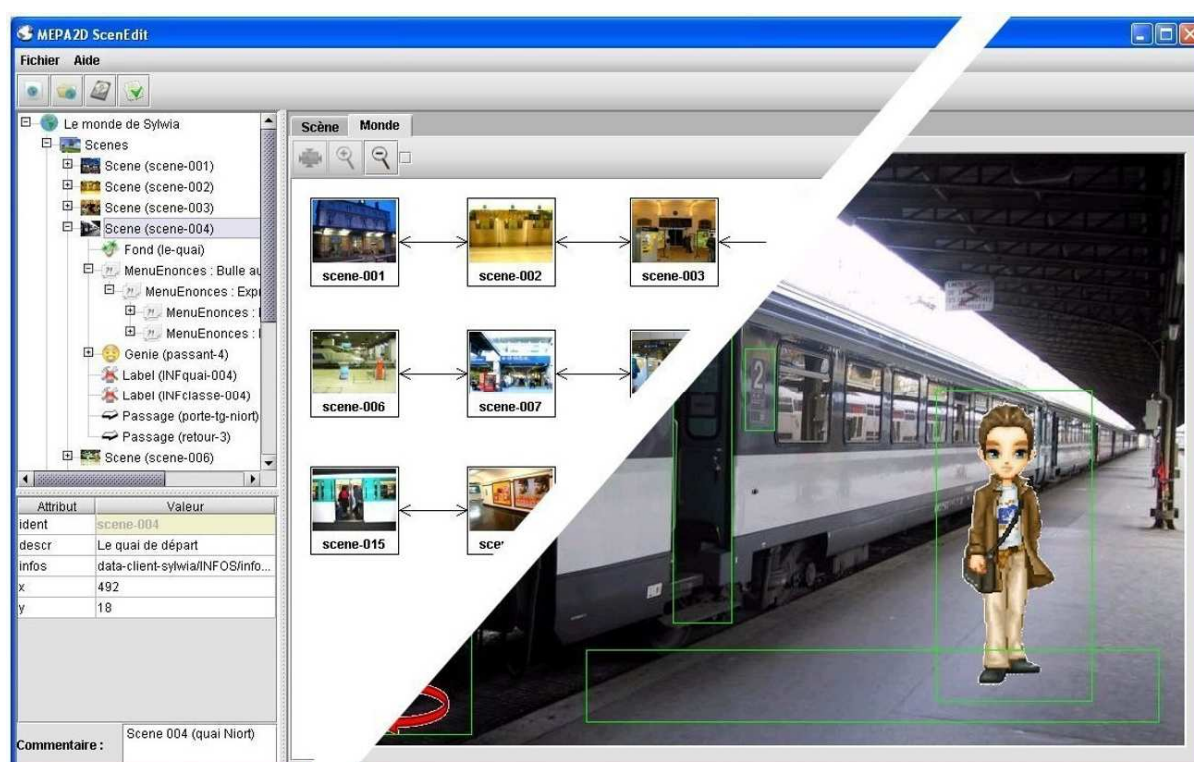 MEPA2D ScenEdit
Fichier Aide
Le monde de Sylwia
Scenes
Scene (scene-001)
Scene (scene-002)
Scene (scene-003)
Scene (scene-004)
Fond (le-quai)
MenuEnonces : Bulle
MenuEnonces :
MenuEnonces :
MenuEnonces :
Genie (passant-4)
Label (INFquai-004)
Label (INFclasse-004)
Passage (porte-tg-niort)
Passage (retour-3)
Scene (scene-006)
Attribut Valeur
ident scene-004
descr Le quai de départ
infos data-client-sylwia/INFOS/info...
x 492
y 18
Commentaire : Scene 004 (quai Niort)
Scène Monde
scene-001 scene-002 scene-003
scene-006 scene-007
scene-015
2